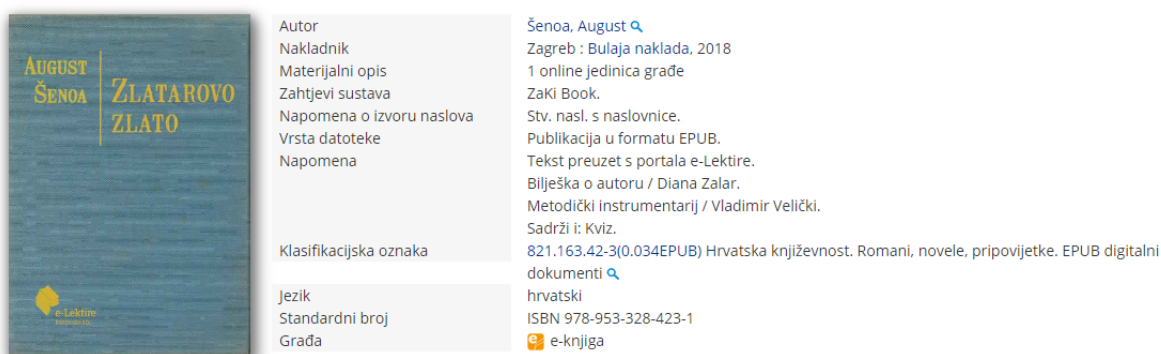 AUGUST
ŠENOA
ZLATAROVO
ZLATO
e-Lektire
Autor Šenoa, August
Nakladnik Zagreb : Bulaja naklada, 2018
Materijalni opis 1 online jedinica građe
Zahtjevi sustava ZaKi Book.
Napomena o izvoru naslova Stv. nasl. s naslovnice.
Vrsta datoteke Publikacija u formatu EPUB.
Napomena Tekst preuzet s portala e-Lektire.
Bilješka o autoru / Diana Zalar.
Metodički instrumentarij / Vladimir Velički.
Sadrži i: Kviz.
Klasifikacijska oznaka 821.163.42-3(0.034EPUB) Hrvatska književnost. Romani, novele, pripovijetke. EPUB digitalni
dokumenti
Jezik hrvatski
Standardni broj ISBN 978-953-328-423-1
Građa e-knjiga